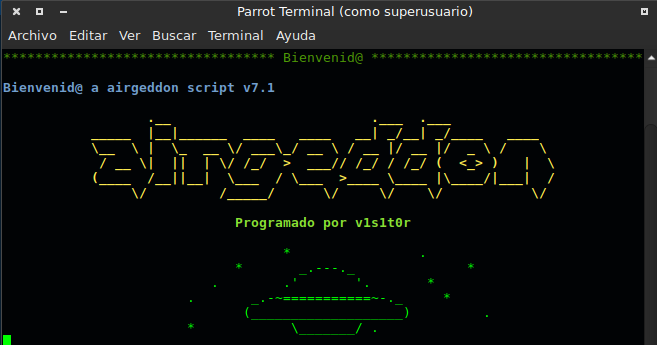 Parrot Terminal (como superusuario)
Archivo Editar Ver Buscar Terminal Ayuda
********************************* Bienvenid@ **********************************
Bienvenid@ a airgeddon script v7.1
airgeddon
Programado por v1s1t0r